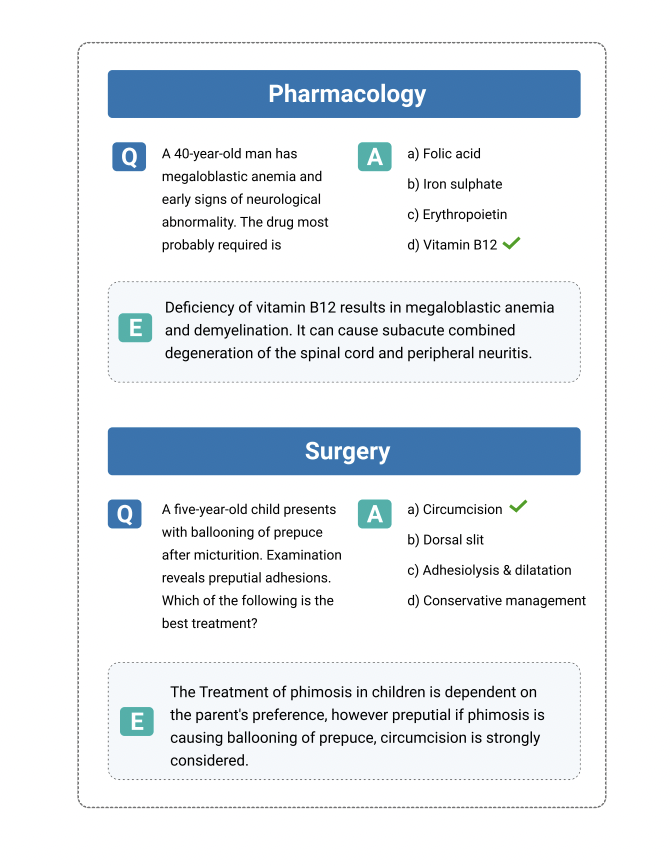 Pharmacology
Q
A 40-year-old man has
megaloblastic anemia and
early signs of neurological
abnormality. The drug most
probably required is
A
a) Folic acid
b) Iron sulphate
c) Erythropoietin
d) Vitamin B12
E
Deficiency of vitamin B12 results in megaloblastic anemia
and demyelination. It can cause subacute combined
degeneration of the spinal cord and peripheral neuritis.
Surgery
Q
A five-year-old child presents
with ballooning of prepuce
after micturition. Examination
reveals preputial adhesions.
Which of the following is the
best treatment?
A
a) Circumcision
b) Dorsal slit
c) Adhesiolysis & dilatation
d) Conservative management
E
The Treatment of phimosis in children is dependent on
the parent's preference, however preputial if phimosis is
causing ballooning of prepuce, circumcision is strongly
considered.